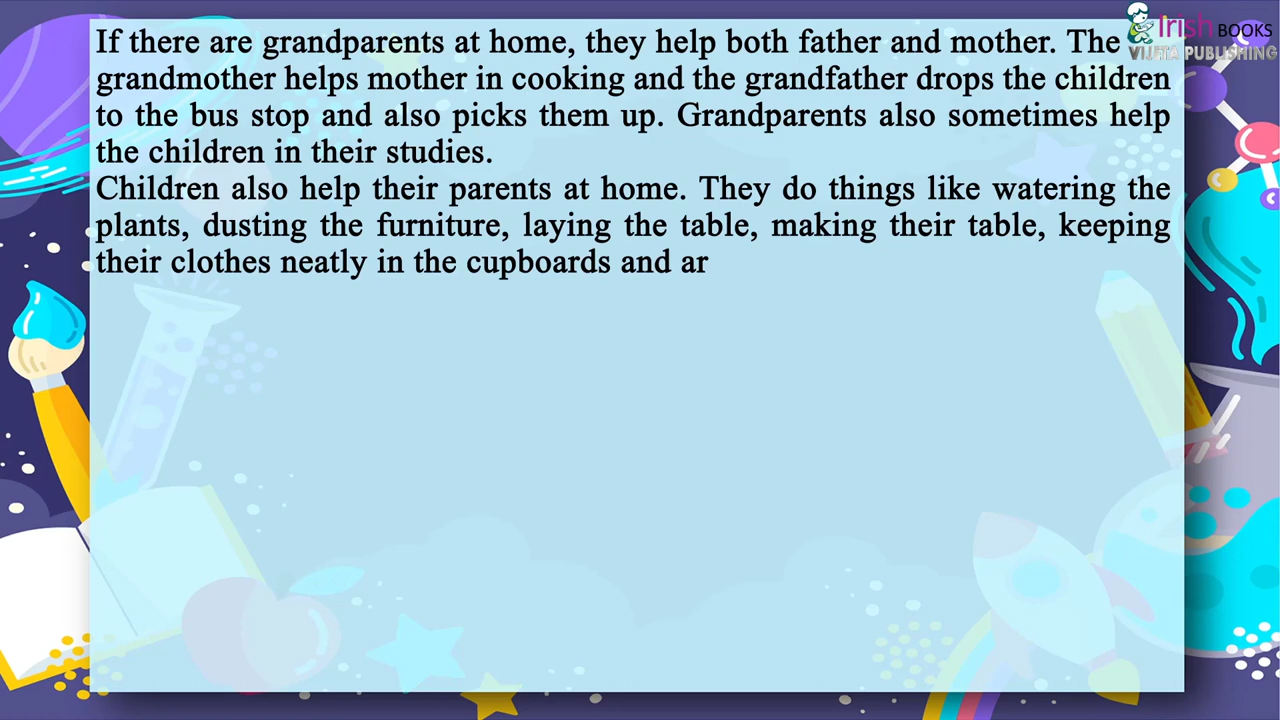 Irish BOOKS
VIJETA PUBLISHING
If there are grandparents at home, they help both father and mother. The
grandmother helps mother in cooking and the grandfather drops the children
to the bus stop and also picks them up. Grandparents also sometimes help
the children in their studies.
Children also help their parents at home. They do things like watering the
plants, dusting the furniture, laying the table, making their table, keeping
their clothes neatly in the cupboards and ar